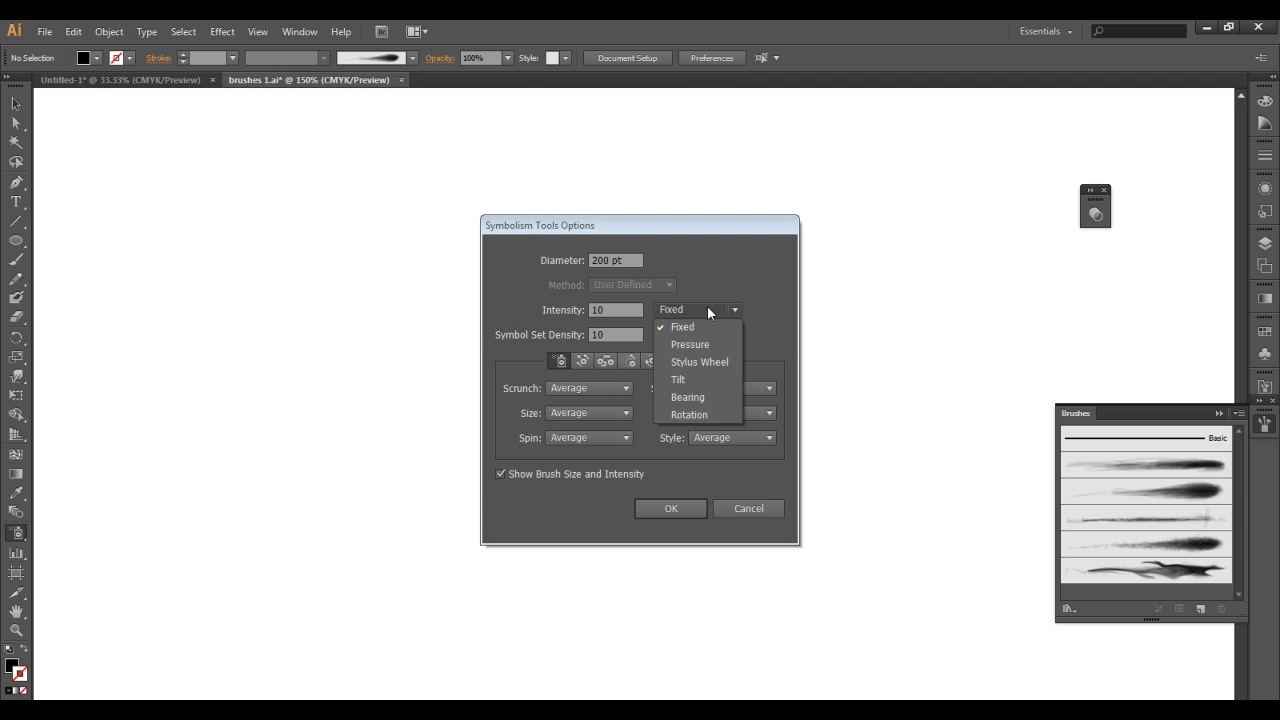 Ai File Edit Object Type Select Effect View Window Help Br Essentials
No Selection Stroke: Opacity: 100% Style: Document Setup Preferences
Untitled-1* @ 33.33% (CMYK/Preview) × brushes 1.ai* @ 150% (CMYK/Preview) ×
Symbolism Tools Options
Diameter: 200 pt
Method: User Defined
Intensity: 10 Fixed
Fixed
Pressure
Stylus Wheel
Tilt
Bearing
Rotation
Symbol Set Density: 10
Scrunch: Average
Size: Average
Spin: Average Style: Average
Show Brush Size and Intensity
OK Cancel
Brushes
Basic
T